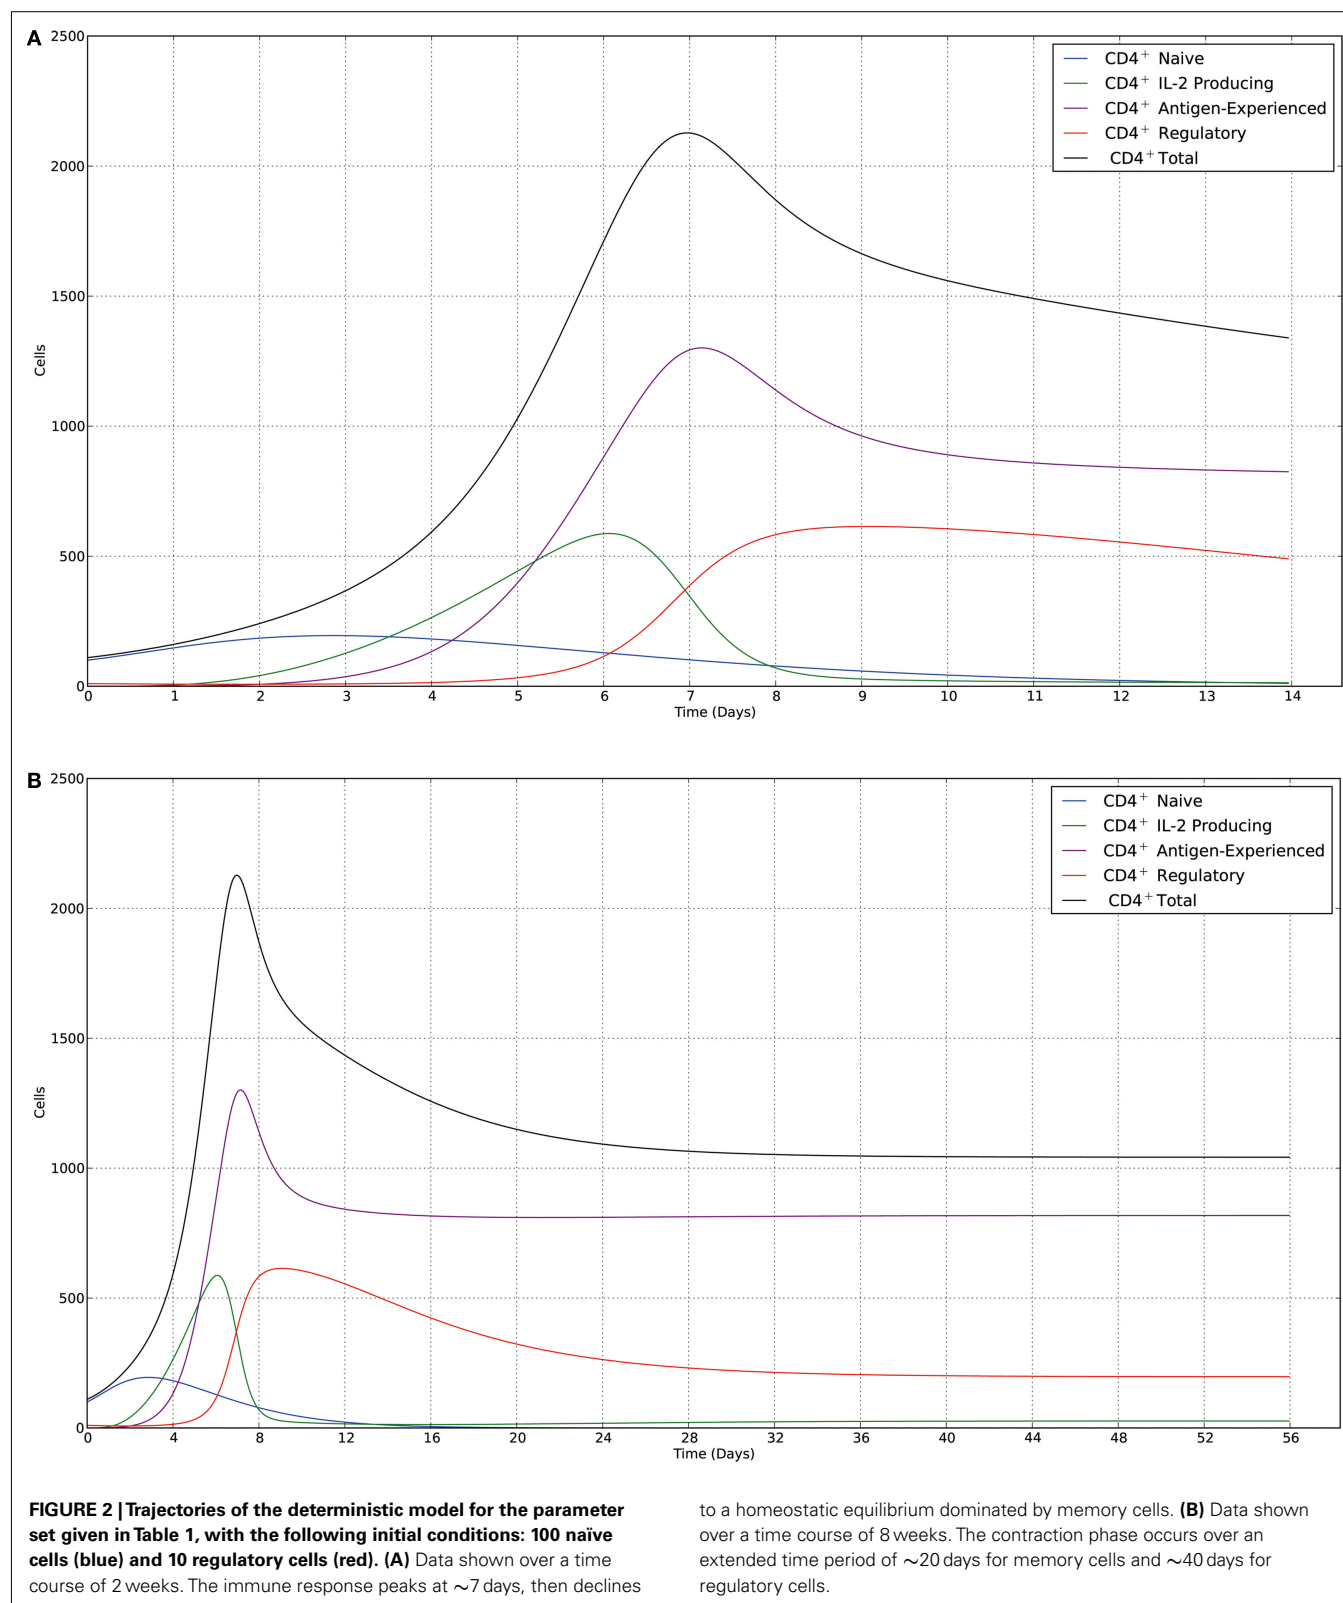 A
2500
2000
1500
1000
500
0
Cells
CD4+ Naive
CD4+ IL-2 Producing
CD4+ Antigen-Experienced
CD4+ Regulatory
CD4+ Total
0 1 2 3 4 5 6 7 8 9 10 11 12 13 14
Time (Days)
B
2500
2000
1500
1000
500
0
Cells
CD4+ Naive
CD4+ IL-2 Producing
CD4+ Antigen-Experienced
CD4+ Regulatory
CD4+ Total
0 4 8 12 16 20 24 28 32 36 40 44 48 52 56
Time (Days)
FIGURE 2 | Trajectories of the deterministic model for the parameter
set given in Table 1, with the following initial conditions: 100 naïve
cells (blue) and 10 regulatory cells (red). (A) Data shown over a time
course of 2 weeks. The immune response peaks at ∼7 days, then declines
to a homeostatic equilibrium dominated by memory cells. (B) Data shown
over a time course of 8 weeks. The contraction phase occurs over an
extended time period of ∼20 days for memory cells and ∼40 days for
regulatory cells.